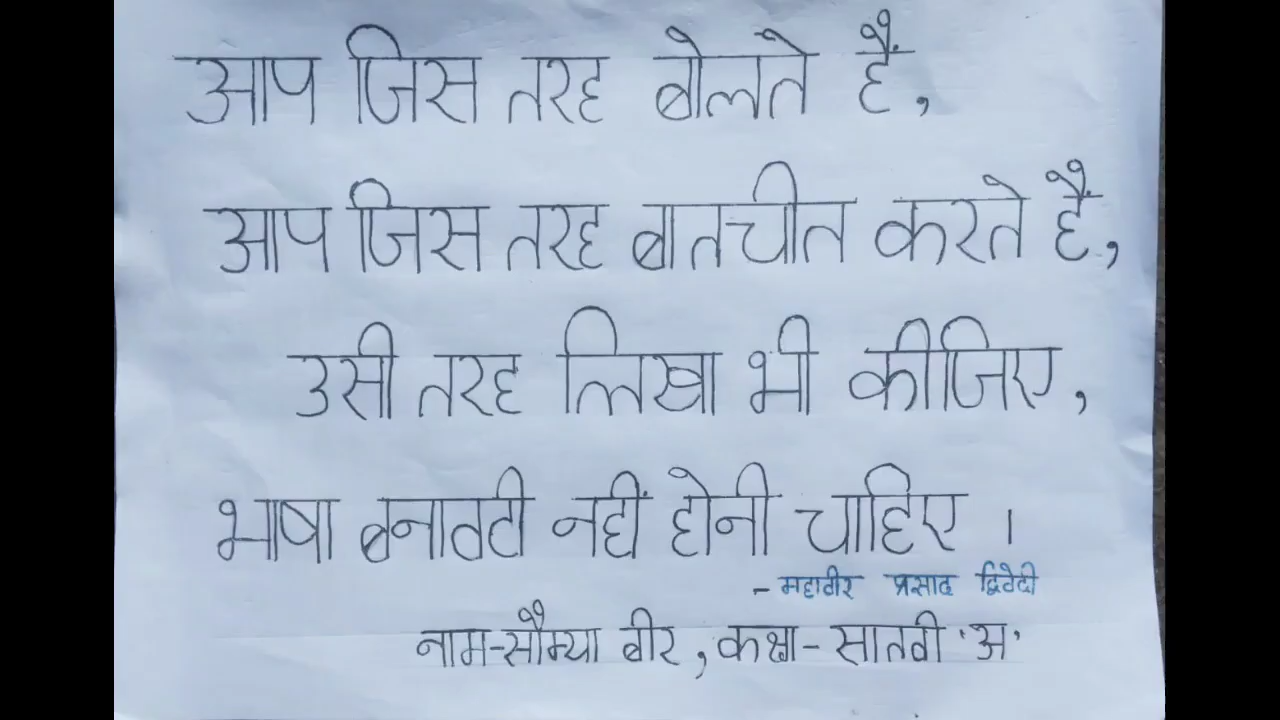 आप जिस तरह बोलते हैं,
आप जिस तरह बातचीत करते हैं,
उसी तरह लिखा भी कीजिए,
भाषा बनावटी नहीं होनी चाहिए ।
- महावीर प्रसाद द्विवेदी
नाम-सौम्या वीर, कक्षा- सातवी 'अ'